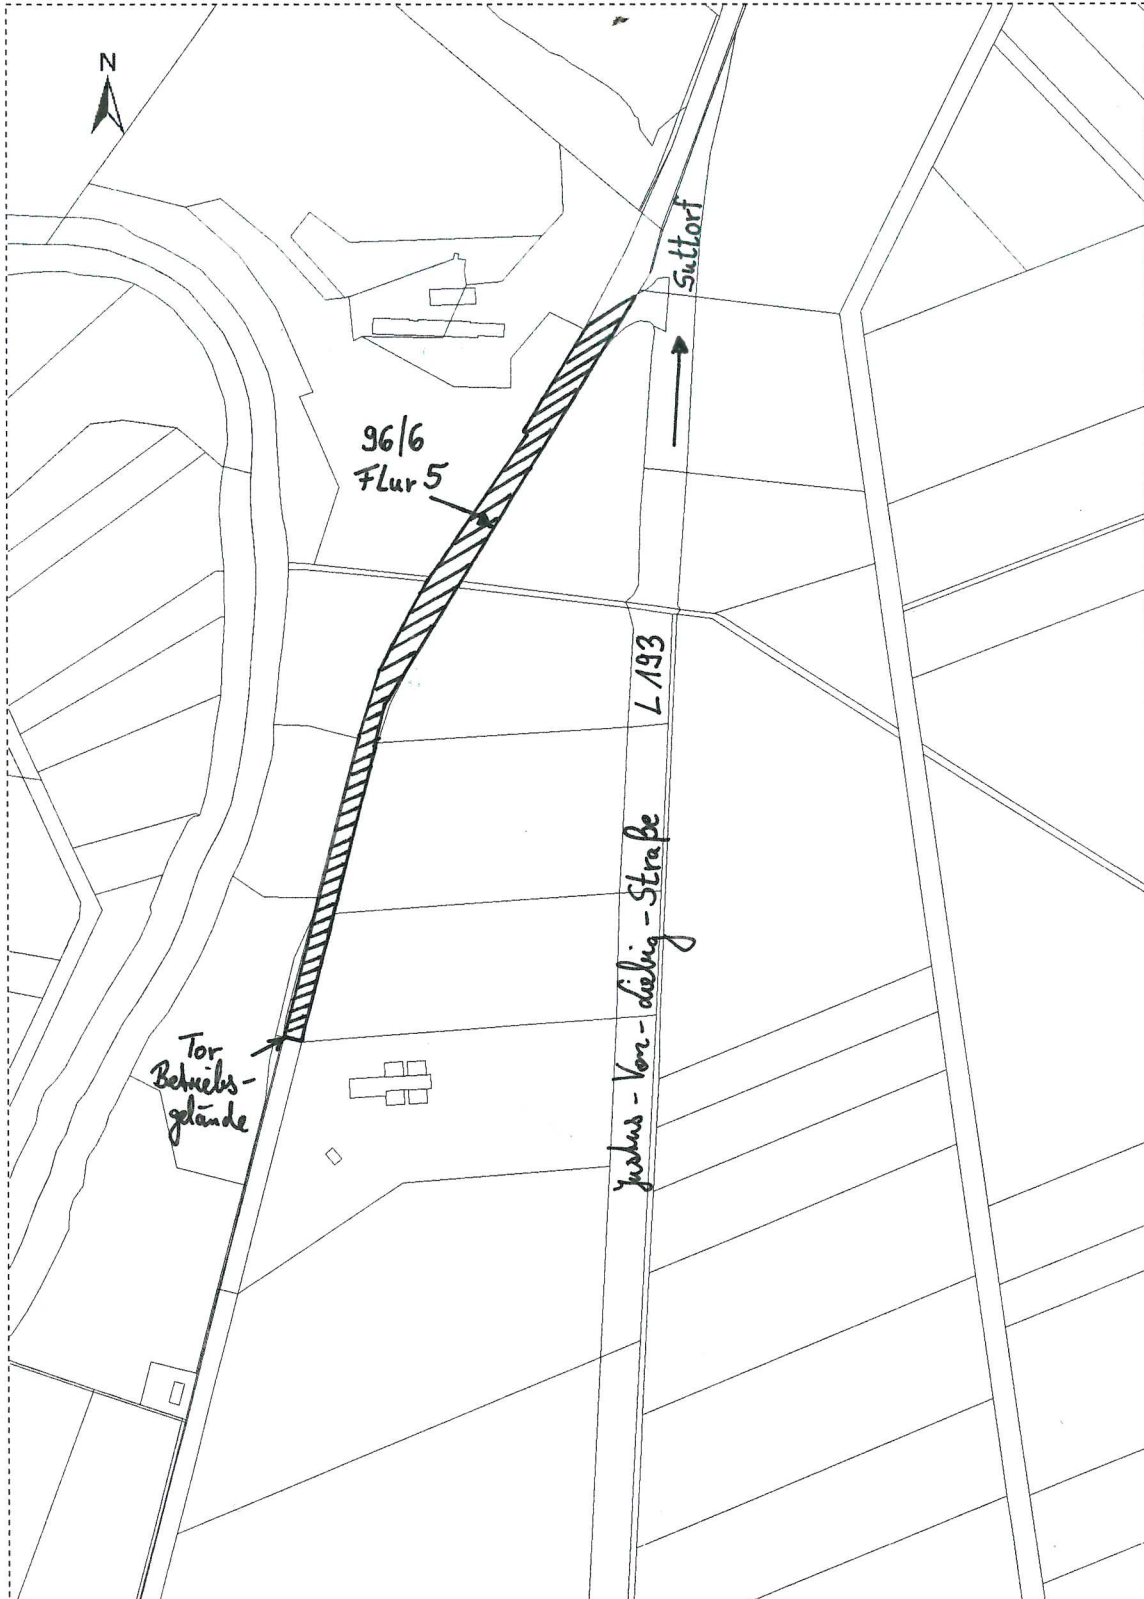 N
Suttorf
96/6
Flur 5
L 193
Justus-Von-Liebig-Straße
Tor
Betriebs-
gelände